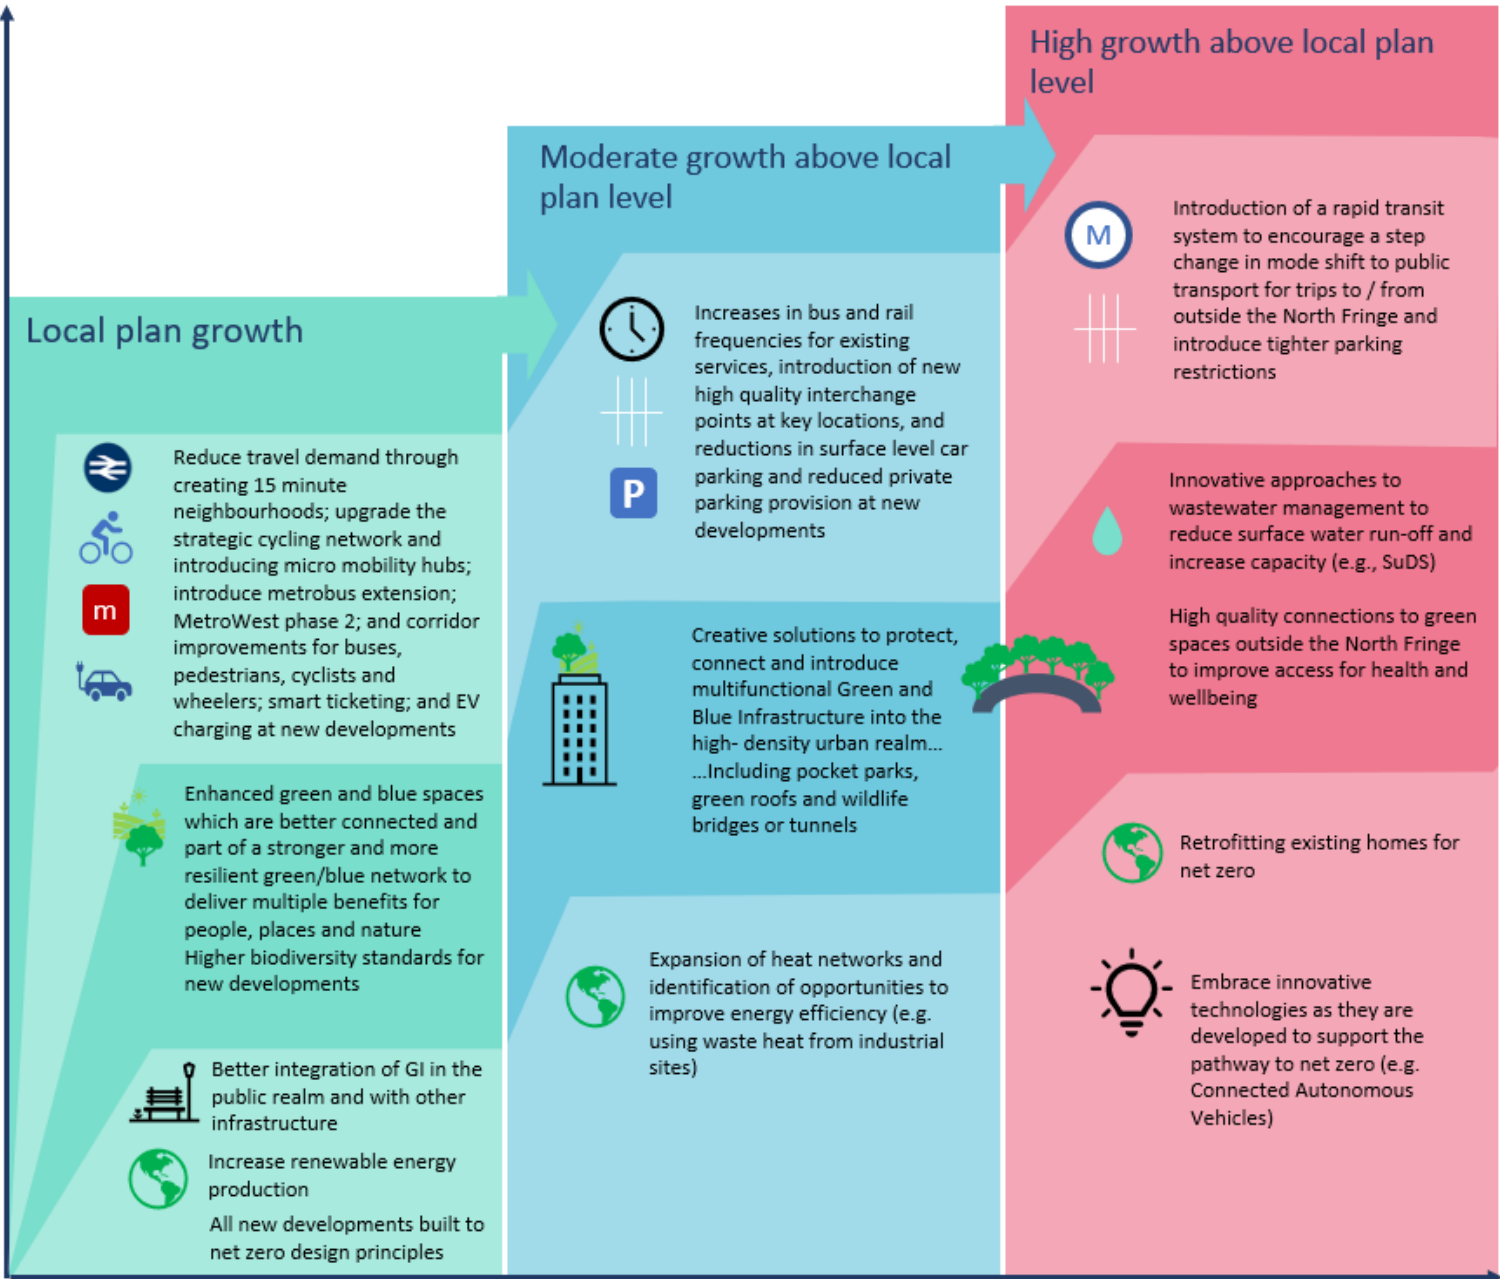 Local plan growth
Reduce travel demand through
creating 15 minute
neighbourhoods; upgrade the
strategic cycling network and
introducing micro mobility hubs;
introduce metrobus extension;
MetroWest phase 2; and corridor
improvements for buses,
pedestrians, cyclists and
wheelers; smart ticketing; and EV
charging at new developments
m
Enhanced green and blue spaces
which are better connected and
part of a stronger and more
resilient green/blue network to
deliver multiple benefits for
people, places and nature
Higher biodiversity standards for
new developments
Better integration of GI in the
public realm and with other
infrastructure
Increase renewable energy
production
All new developments built to
net zero design principles
Moderate growth above local
plan level
Increases in bus and rail
frequencies for existing
services, introduction of new
high quality interchange
points at key locations, and
reductions in surface level car
parking and reduced private
parking provision at new
developments
P
Creative solutions to protect,
connect and introduce
multifunctional Green and
Blue Infrastructure into the
high- density urban realm...
...Including pocket parks,
green roofs and wildlife
bridges or tunnels
Expansion of heat networks and
identification of opportunities to
improve energy efficiency (e.g.
using waste heat from industrial
sites)
High growth above local plan
level
M
Introduction of a rapid transit
system to encourage a step
change in mode shift to public
transport for trips to / from
outside the North Fringe and
introduce tighter parking
restrictions
Innovative approaches to
wastewater management to
reduce surface water run-off and
increase capacity (e.g., SuDS)
High quality connections to green
spaces outside the North Fringe
to improve access for health and
wellbeing
Retrofitting existing homes for
net zero
Embrace innovative
technologies as they are
developed to support the
pathway to net zero (e.g.
Connected Autonomous
Vehicles)